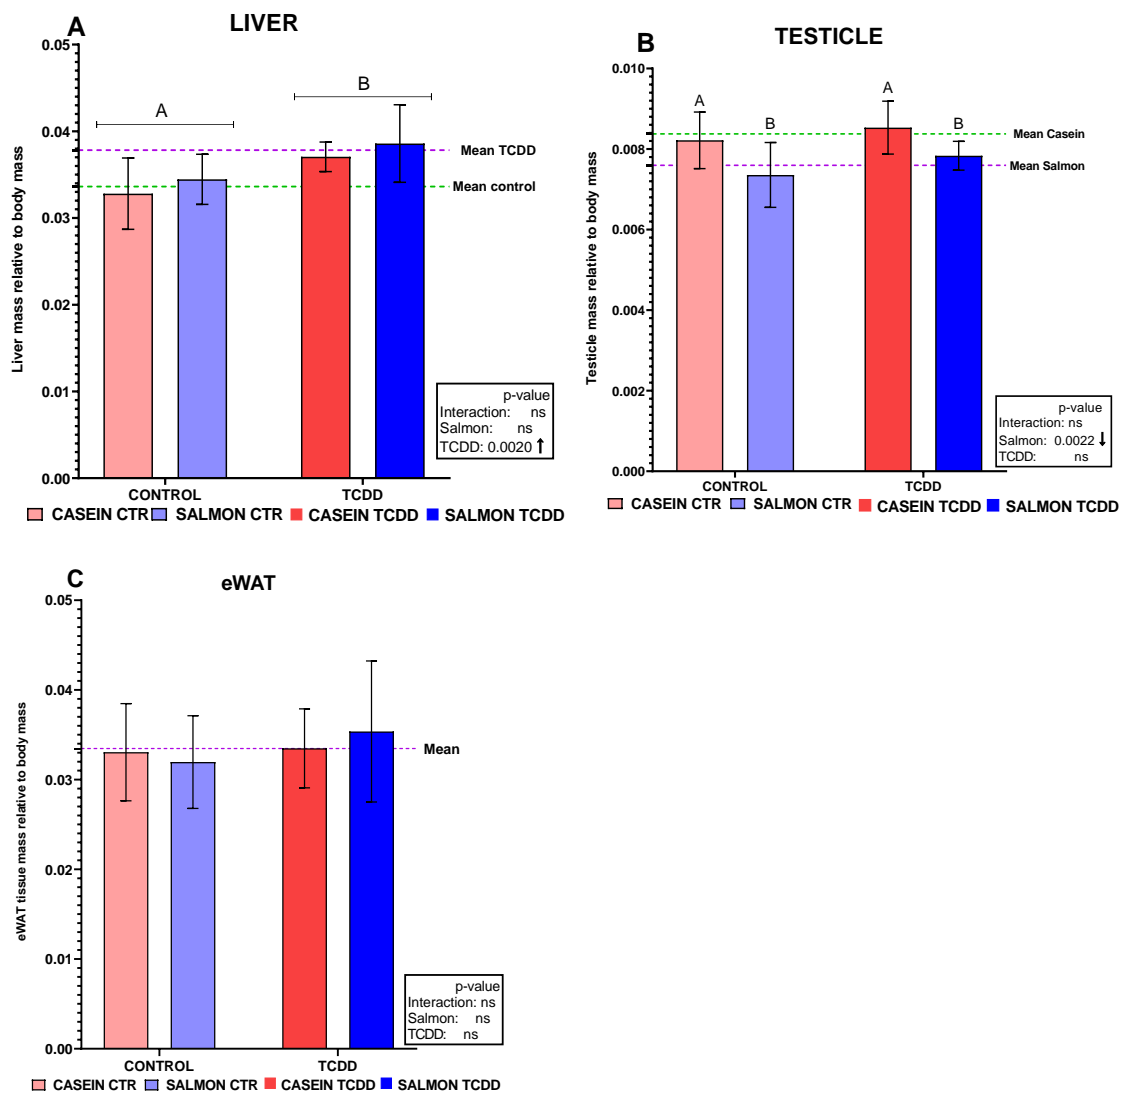 A
LIVER
Liver mass relative to body mass
0.05
0.04
0.03
0.02
0.01
0.00
A
B
Mean TCDD
Mean control
p-value
Interaction: ns
Salmon: ns
TCDD: 0.0020 ↑
CONTROL
TCDD
CASEIN CTR SALMON CTR CASEIN TCDD SALMON TCDD
B
TESTICLE
Testicle mass relative to body mass
0.010
0.008
0.006
0.004
0.002
0.000
A
B
A
B
Mean Casein
Mean Salmon
p-value
Interaction: ns
Salmon: 0.0022 ↓
TCDD: ns
CONTROL
TCDD
CASEIN CTR SALMON CTR CASEIN TCDD SALMON TCDD
C
eWAT
eWAT tissue mass relative to body mass
0.05
0.04
0.03
0.02
0.01
0.00
Mean
p-value
Interaction: ns
Salmon: ns
TCDD: ns
CONTROL
TCDD
CASEIN CTR SALMON CTR CASEIN TCDD SALMON TCDD